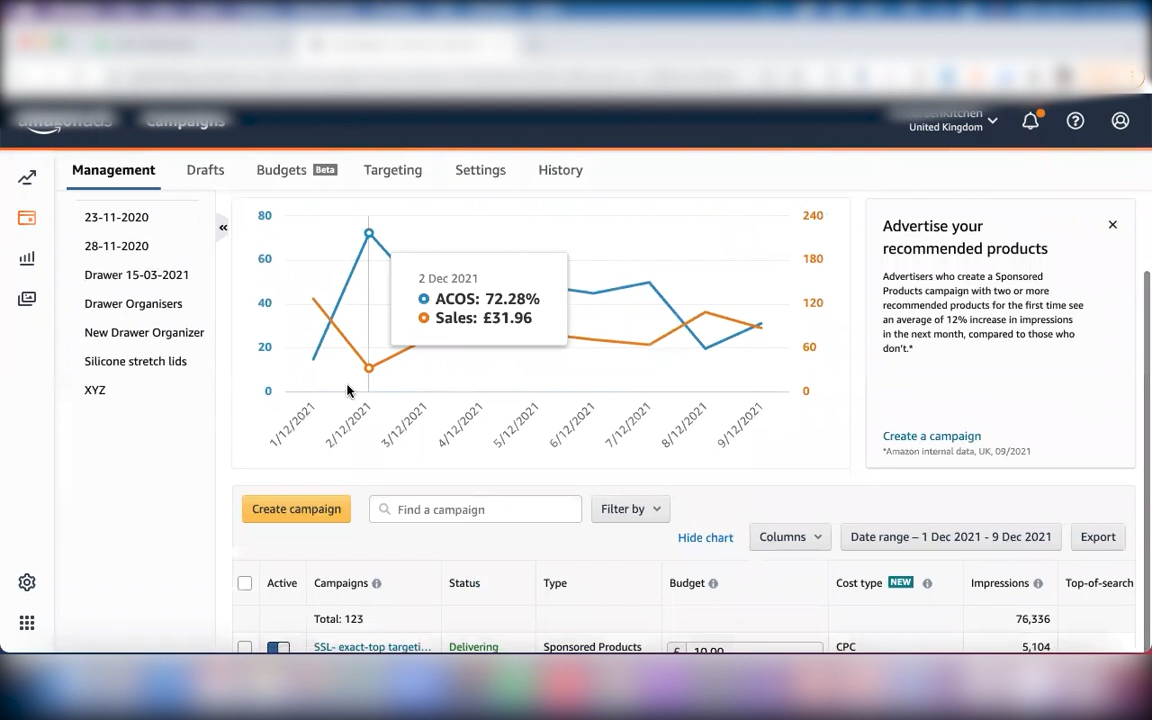 Campaigns
United Kingdom
Management Drafts Budgets Beta Targeting Settings History
23-11-2020
28-11-2020
Drawer 15-03-2021
Drawer Organisers
New Drawer Organizer
Silicone stretch lids
XYZ
80
60
40
20
0
2 Dec 2021
ACOS: 72.28%
Sales: £31.96
240
180
120
60
0
1/12/2021 2/12/2021 3/12/2021 4/12/2021 5/12/2021 6/12/2021 7/12/2021 8/12/2021 9/12/2021
Advertise your
recommended products
Advertisers who create a Sponsored
Products campaign with two or more
recommended products for the first time see
an average of 12% increase in impressions
in the next month, compared to those who
don't.*
Create a campaign
*Amazon internal data, UK, 09/2021
Create campaign Find a campaign Filter by
Hide chart Columns Date range – 1 Dec 2021 - 9 Dec 2021 Export
Active Campaigns Status Type Budget Cost type NEW Impressions Top-of-search
Total: 123 76,336
SSL- exact-top targeti... Delivering Sponsored Products £ 10.00 CPC 5,104